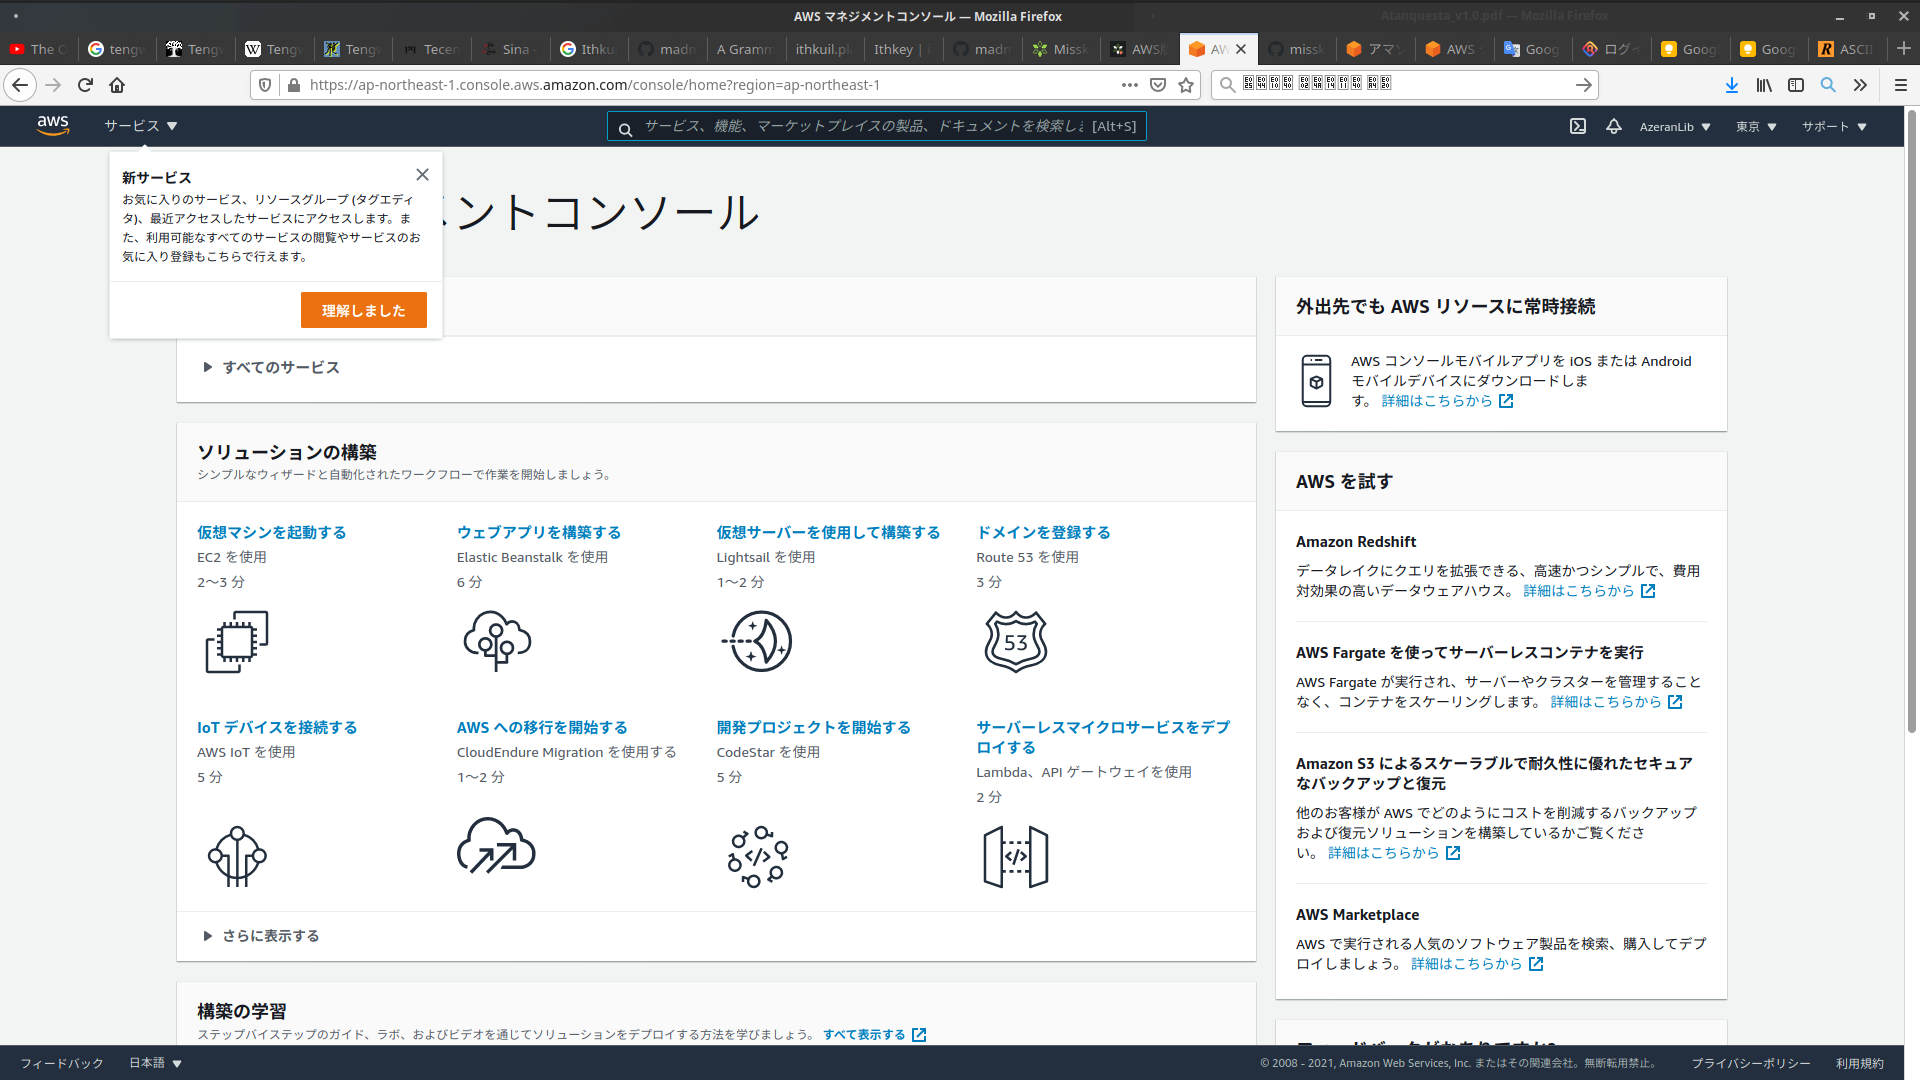 AWS マネジメントコンソール — Mozilla Firefox
Atanquesta_v1.0.pdf — Mozilla Firefox
The
tengw
Teng
Teng
Teng
Tecen
Sina
Ithku
madn
A Gramm
ithkuil.pl
Ithkey |
madn
Missk
AWS
AW
missk
アマ
AWS
Goog
ログイ
Goog
Goog
ASCII
https://ap-northeast-1.console.aws.amazon.com/console/home?region=ap-northeast-1
aws
サービス
サービス、機能、マーケットプレイスの製品、ドキュメントを検索しま [Alt+S]
AzeranLib
東京
サポート
新サービス
お気に入りのサービス、リソースグループ (タグエディ
タ)、最近アクセスしたサービスにアクセスします。ま
た、利用可能なすべてのサービスの閲覧やサービスのお
気に入り登録もこちらで行えます。
理解しました
ントコンソール
すべてのサービス
ソリューションの構築
シンプルなウィザードと自動化されたワークフローで作業を開始しましょう。
仮想マシンを起動する
EC2 を使用
2～3 分
ウェブアプリを構築する
Elastic Beanstalk を使用
6 分
仮想サーバーを使用して構築する
Lightsail を使用
1～2 分
ドメインを登録する
Route 53 を使用
3 分
53
IoT デバイスを接続する
AWS IoT を使用
5 分
AWS への移行を開始する
CloudEndure Migration を使用する
1～2 分
開発プロジェクトを開始する
CodeStar を使用
5 分
サーバーレスマイクロサービスをデプ
ロイする
Lambda、API ゲートウェイを使用
2 分
さらに表示する
構築の学習
ステップバイステップのガイド、ラボ、およびビデオを通じてソリューションをデプロイする方法を学びましょう。 すべて表示する
外出先でも AWS リソースに常時接続
AWS コンソールモバイルアプリを iOS または Android
モバイルデバイスにダウンロードしま
す。 詳細はこちらから
AWS を試す
Amazon Redshift
データレイクにクエリを拡張できる、高速かつシンプルで、費用
対効果の高いデータウェアハウス。 詳細はこちらから
AWS Fargate を使ってサーバーレスコンテナを実行
AWS Fargate が実行され、サーバーやクラスターを管理すること
なく、コンテナをスケーリングします。 詳細はこちらから
Amazon S3 によるスケーラブルで耐久性に優れたセキュア
なバックアップと復元
他のお客様が AWS でどのようにコストを削減するバックアップ
および復元ソリューションを構築しているかご覧くださ
い。 詳細はこちらから
AWS Marketplace
AWS で実行される人気のソフトウェア製品を検索、購入してデプ
ロイしましょう。 詳細はこちらから
フィードバック
日本語
© 2008 - 2021, Amazon Web Services, Inc. またはその関連会社。無断転用禁止。
プライバシーポリシー
利用規約